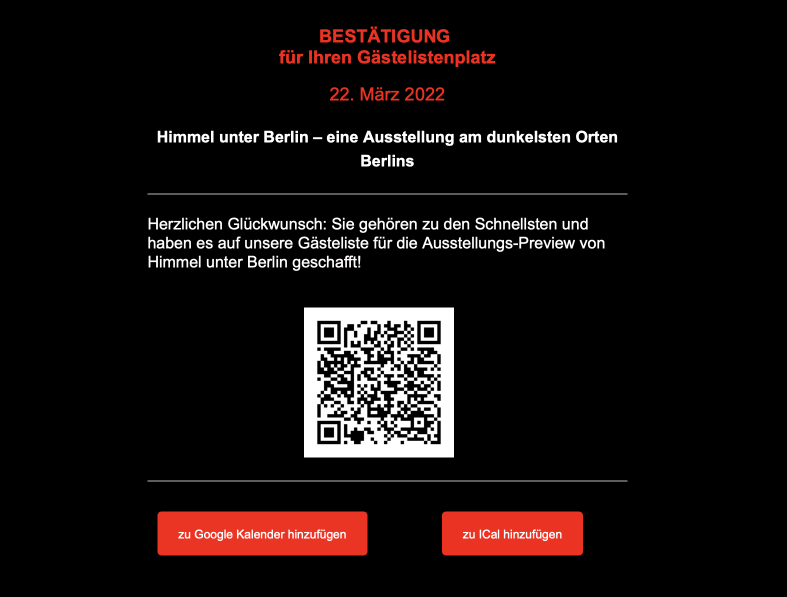 BESTÄTIGUNG
für Ihren Gästelistenplatz
22. März 2022
Himmel unter Berlin – eine Ausstellung am dunkelsten Orten
Berlins
Herzlichen Glückwunsch: Sie gehören zu den Schnellsten und
haben es auf unsere Gästeliste für die Ausstellungs-Preview von
Himmel unter Berlin geschafft!
zu Google Kalender hinzufügen
zu ICal hinzufügen